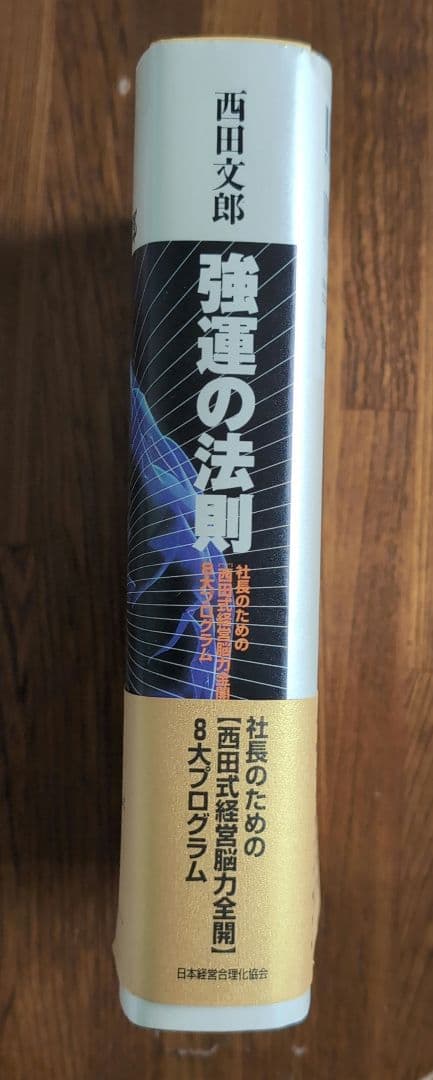 西田文郎
強運の法則
社長のための
[西田式経営脳力全開]
8大プログラム
社長のための
[西田式経営脳力全開]
8大プログラム
日本経営合理化協会